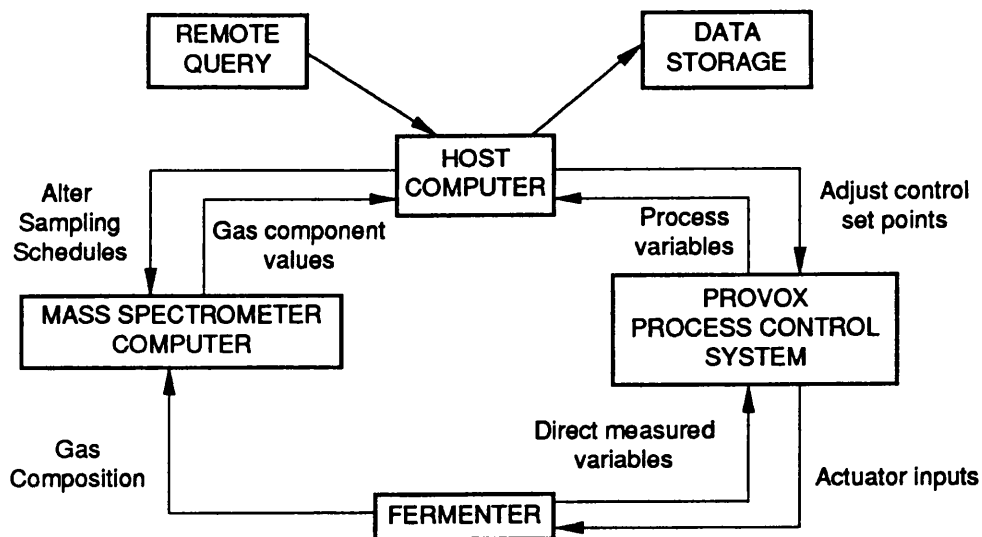 REMOTE
QUERY
DATA
STORAGE
HOST
COMPUTER
Alter
Sampling
Schedules
Gas component
values
Process
variables
Adjust control
set points
MASS SPECTROMETER
COMPUTER
PROVOX
PROCESS CONTROL
SYSTEM
Gas
Composition
Direct measured
variables
Actuator inputs
FERMENTER